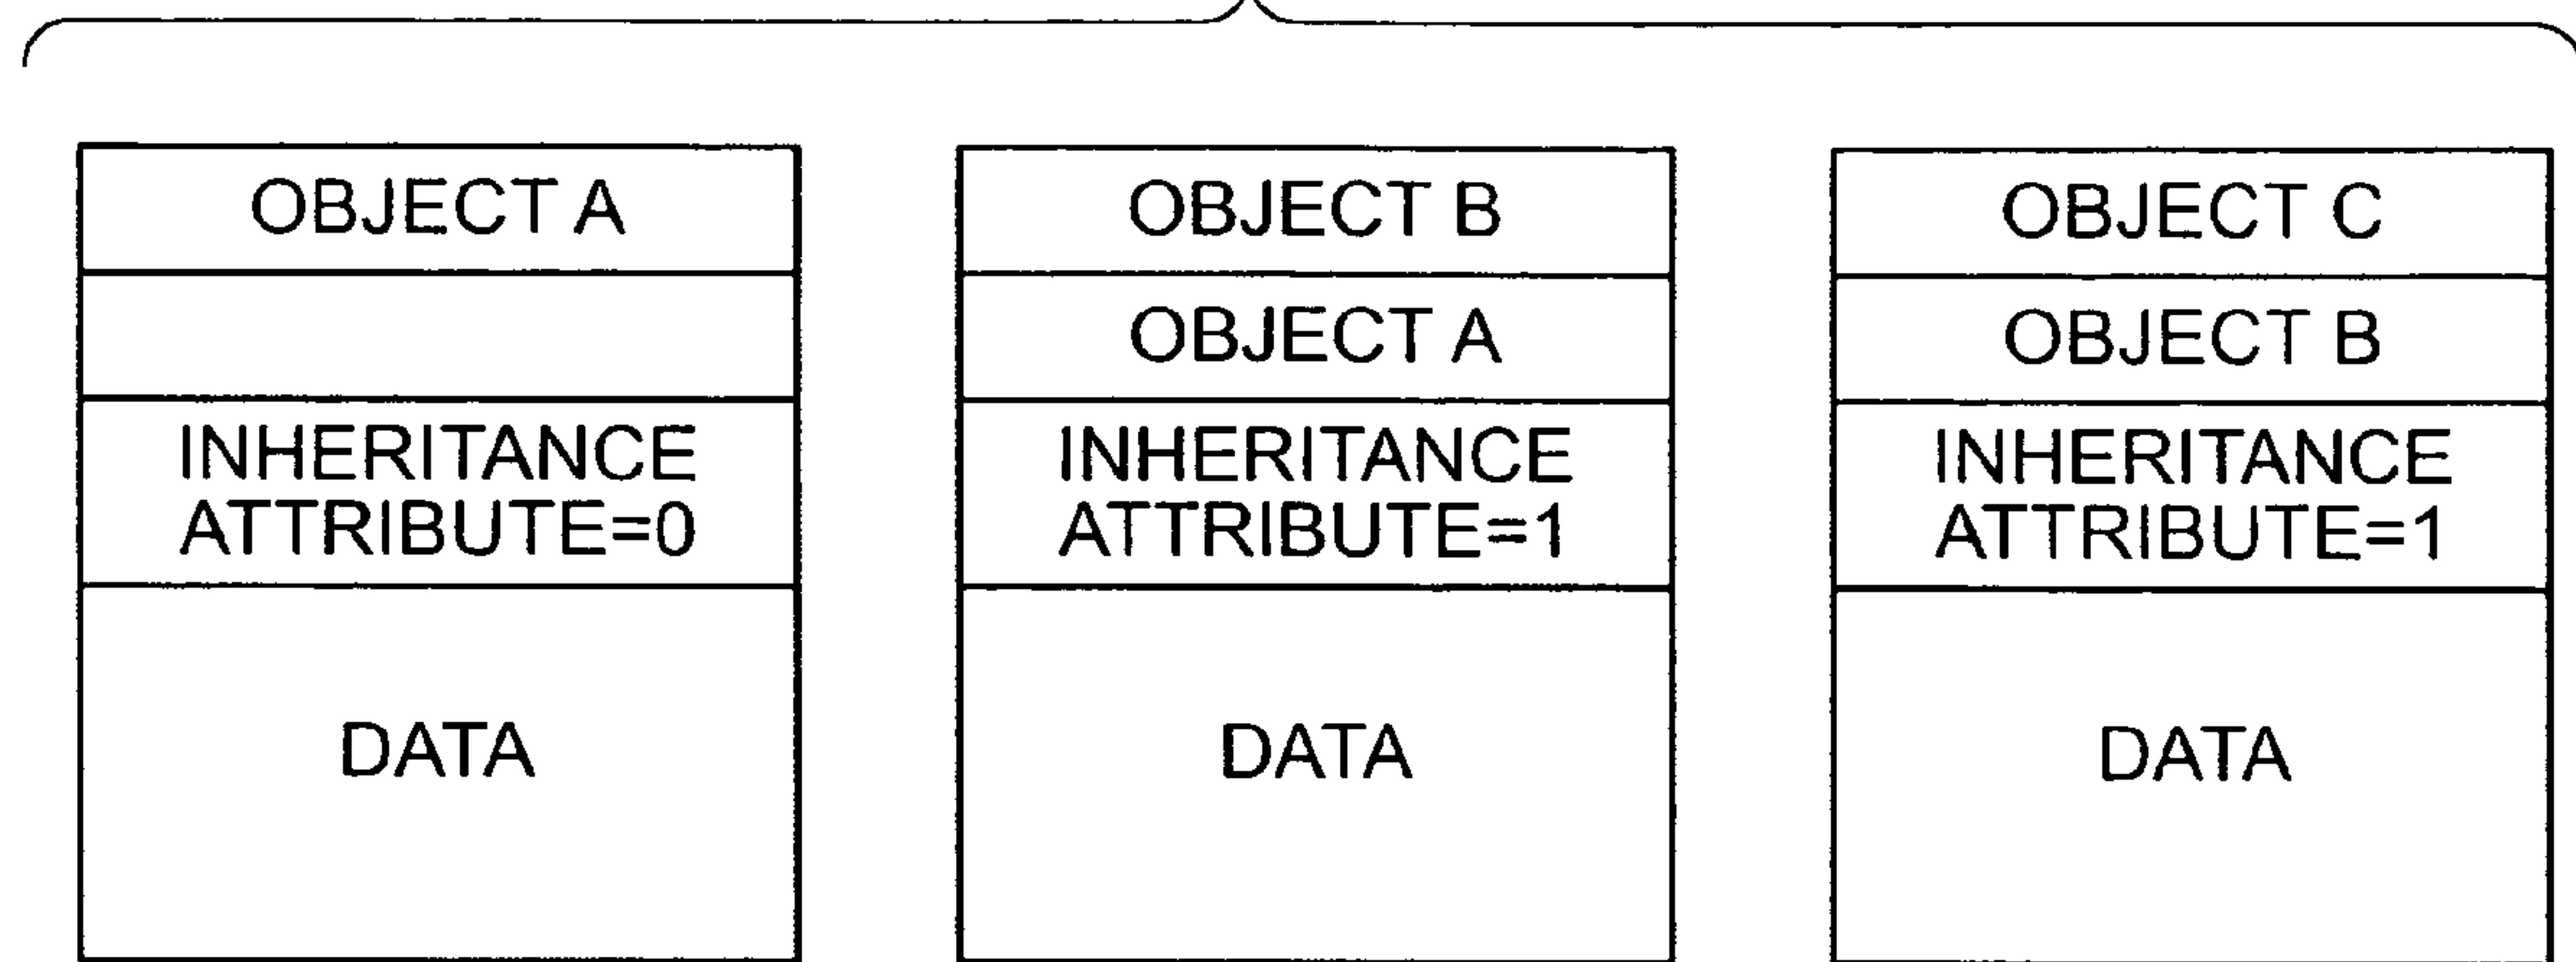 OBJECT A
INHERITANCE
ATTRIBUTE=0
DATA
OBJECT B
OBJECT A
INHERITANCE
ATTRIBUTE=1
DATA
OBJECT C
OBJECT B
INHERITANCE
ATTRIBUTE=1
DATA